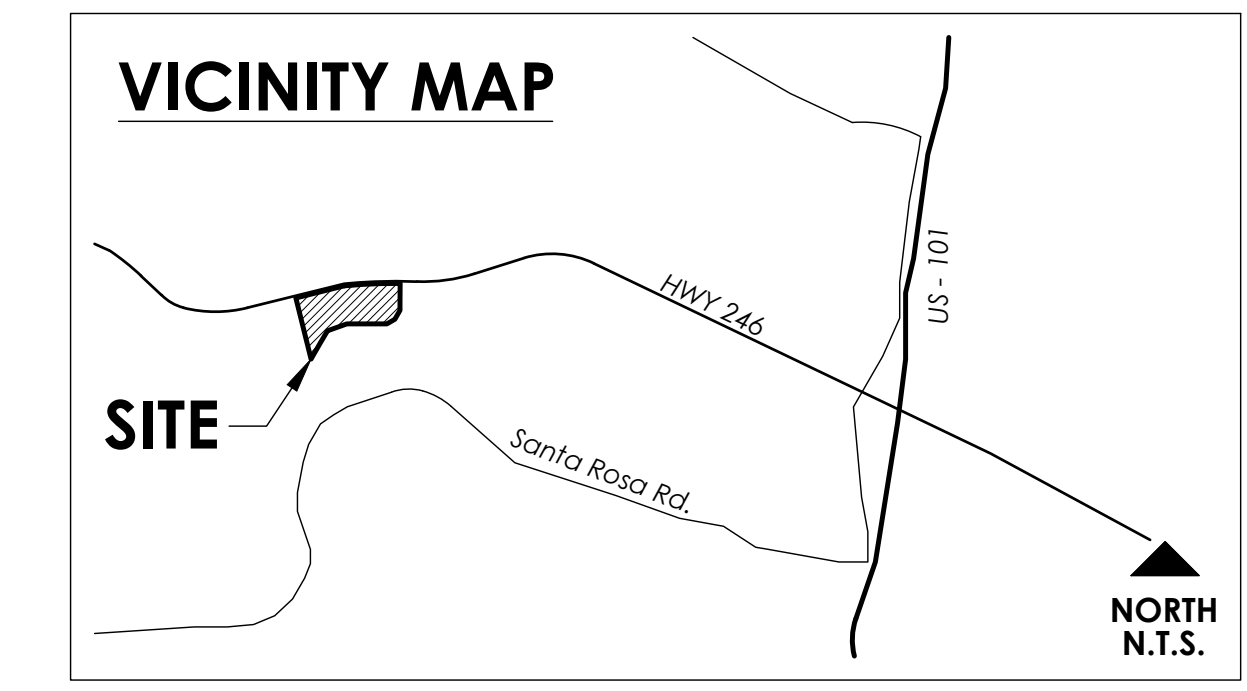 VICINITY MAP
US - 101
HWY 246
SITE
Santa Rosa Rd.
NORTH
N.T.S.